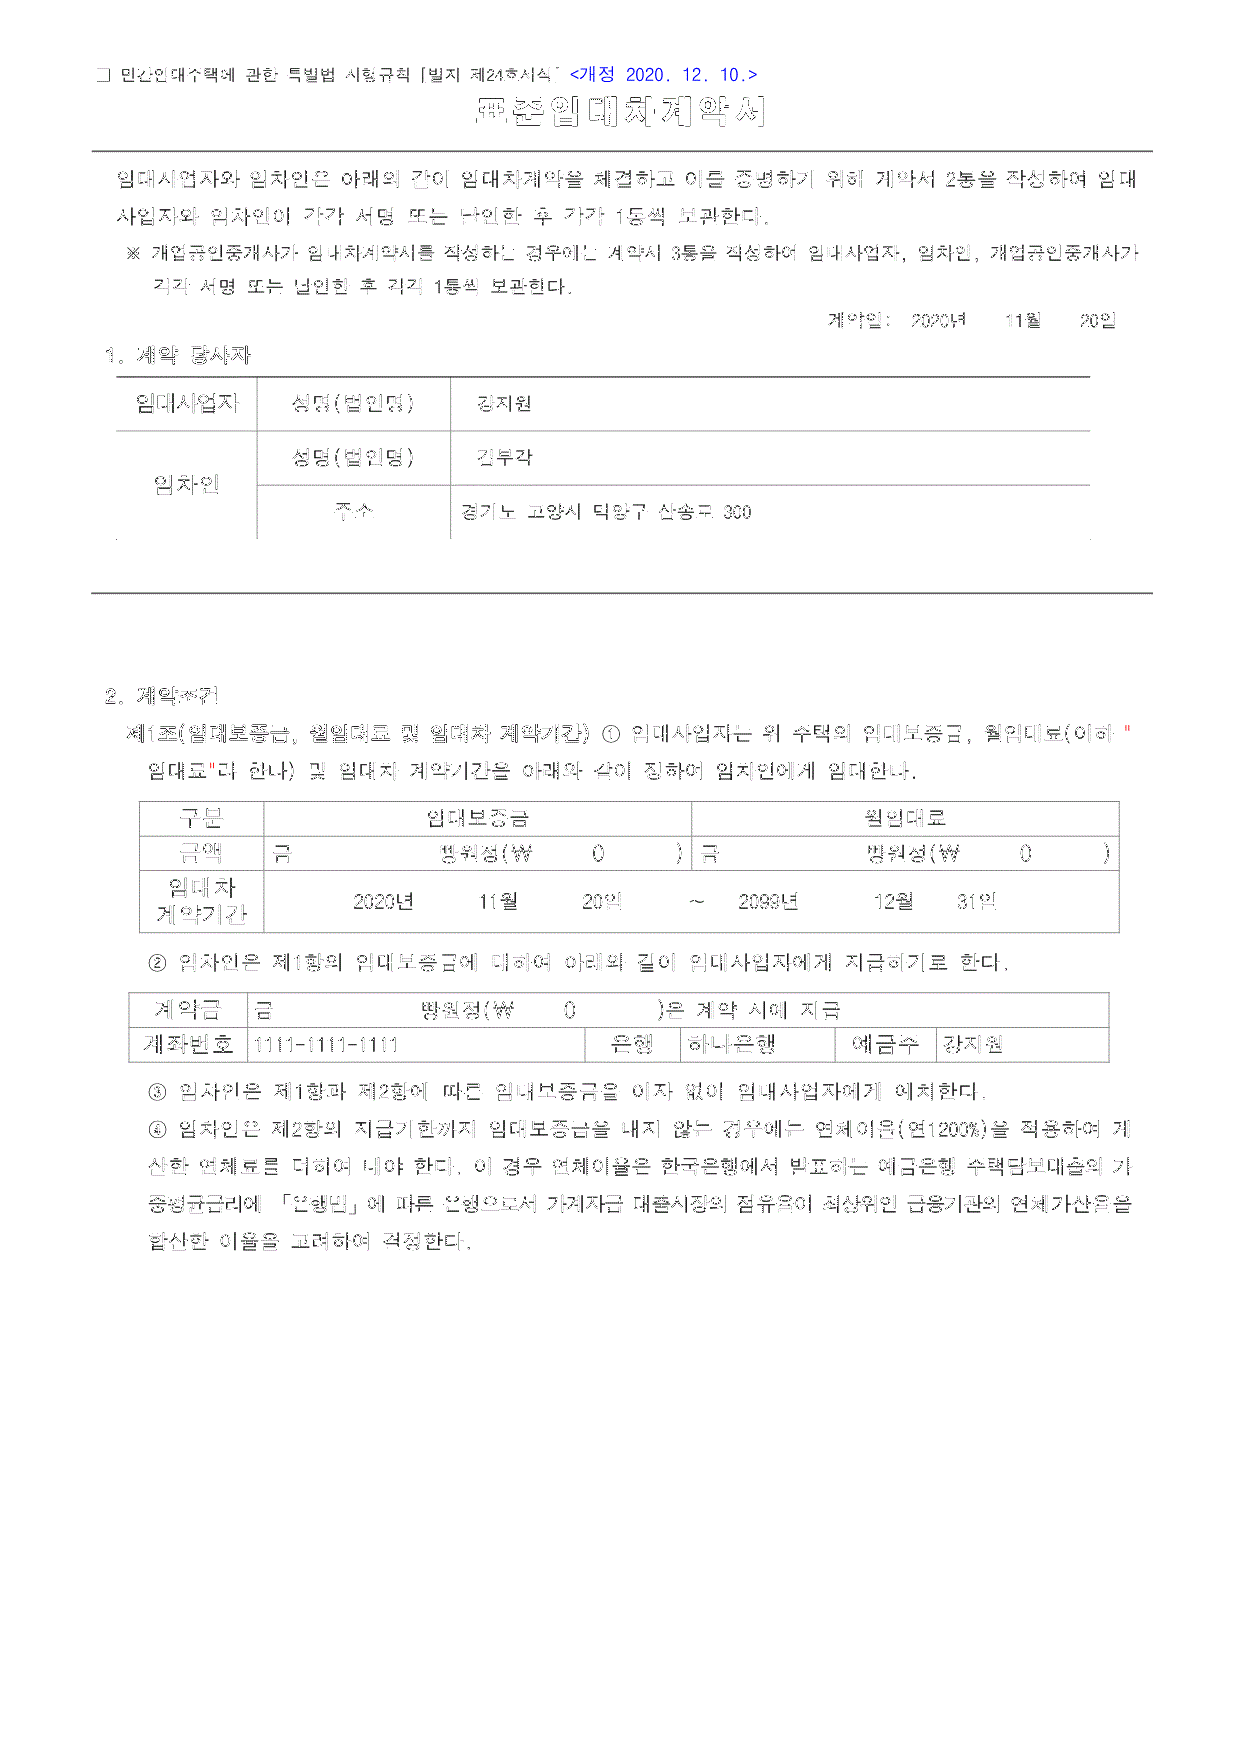 □ 민간임대주택에 관한 특별법 시행규칙 [별지 제24호서식] <개정 2020. 12. 10.>
표준임대차계약서
임대사업자와 임차인은 아래의 같이 임대차계약을 체결하고 이를 증명하기 위해 계약서 2통을 작성하여 임대
사업자와 임차인이 각각 서명 또는 날인한 후 각각 1통씩 보관한다.
※ 개업공인중개사가 임대차계약서를 작성하는 경우에는 계약서 3통을 작성하여 임대사업자, 임차인, 개업공인중개사가
각각 서명 또는 날인한 후 각각 1통씩 보관한다.
계약일: 2020년 11월 20일
1. 계약 당사자
임대사업자 성명(법인명) 강지원
임차인 성명(법인명) 김부각
주소 경기도 고양시 덕양구 산송로 300
2. 계약조건
제1조(임대보증금, 월임대료 및 임대차 계약기간) ① 임대사업자는 위 주택의 임대보증금, 월임대료(이하 "
임대료"라 한다) 및 임대차 계약기간을 아래와 같이 정하여 임차인에게 임대한다.
구분 임대보증금 월임대료
금액 금 빵원정(₩ 0 ) 금 빵원정(₩ 0 )
임대차
계약기간 2020년 11월 20일 ~ 2099년 12월 31일
② 임차인은 제1항의 임대보증금에 대하여 아래의 같이 임대사업자에게 지급하기로 한다.
계약금 금 빵원정(₩ 0 )은 계약 시에 지급
계좌번호 1111-1111-1111 은행 하나은행 예금주 강지원
③ 임차인은 제1항과 제2항에 따른 임대보증금을 이자 없이 임대사업자에게 예치한다.
④ 임차인은 제2항의 지급기한까지 임대보증금을 내지 않는 경우에는 연체이율(연1200%)을 적용하여 계
산한 연체료를 더하여 내야 한다. 이 경우 연체이율은 한국은행에서 발표하는 예금은행 주택담보대출의 가
중평균금리에 「은행법」에 따른 은행으로서 가계자금 대출시장의 점유율이 최상위인 금융기관의 연체가산율을
합산한 이율을 고려하여 결정한다.